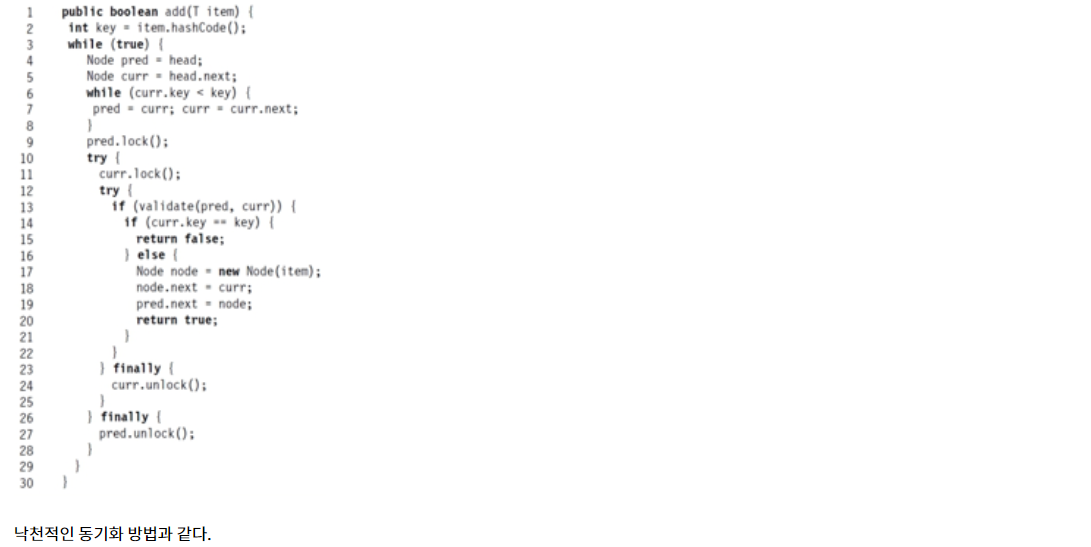 1 public boolean add(T item) {
2 int key = item.hashCode();
3 while (true) {
4 Node pred = head;
5 Node curr = head.next;
6 while (curr.key < key) {
7 pred = curr; curr = curr.next;
8 }
9 pred.lock();
10 try {
11 curr.lock();
12 try {
13 if (validate(pred, curr)) {
14 if (curr.key == key) {
15 return false;
16 } else {
17 Node node = new Node(item);
18 node.next = curr;
19 pred.next = node;
20 return true;
21 }
22 }
23 } finally {
24 curr.unlock();
25 }
26 } finally {
27 pred.unlock();
28 }
29 }
30 }
낙천적인 동기화 방법과 같다.